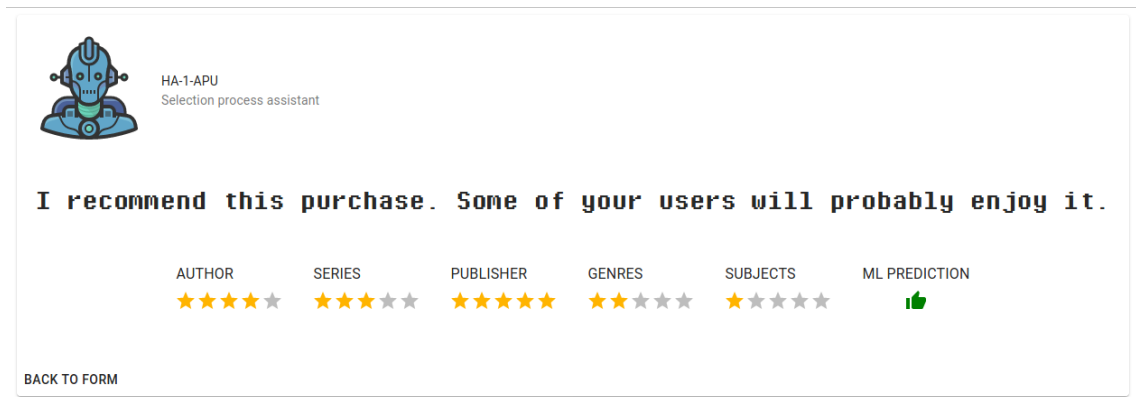 HA-1-APU
Selection process assistant
I recommend this purchase. Some of your users will probably enjoy it.
AUTHOR SERIES PUBLISHER GENRES SUBJECTS ML PREDICTION
BACK TO FORM